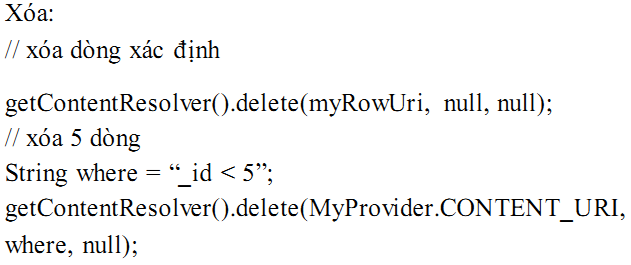 Xóa:
// xóa dòng xác định
getContentResolver().delete(myRowUri, null, null);
// xóa 5 dòng
String where = “_id < 5”;
getContentResolver().delete(MyProvider.CONTENT_URI,
where, null);